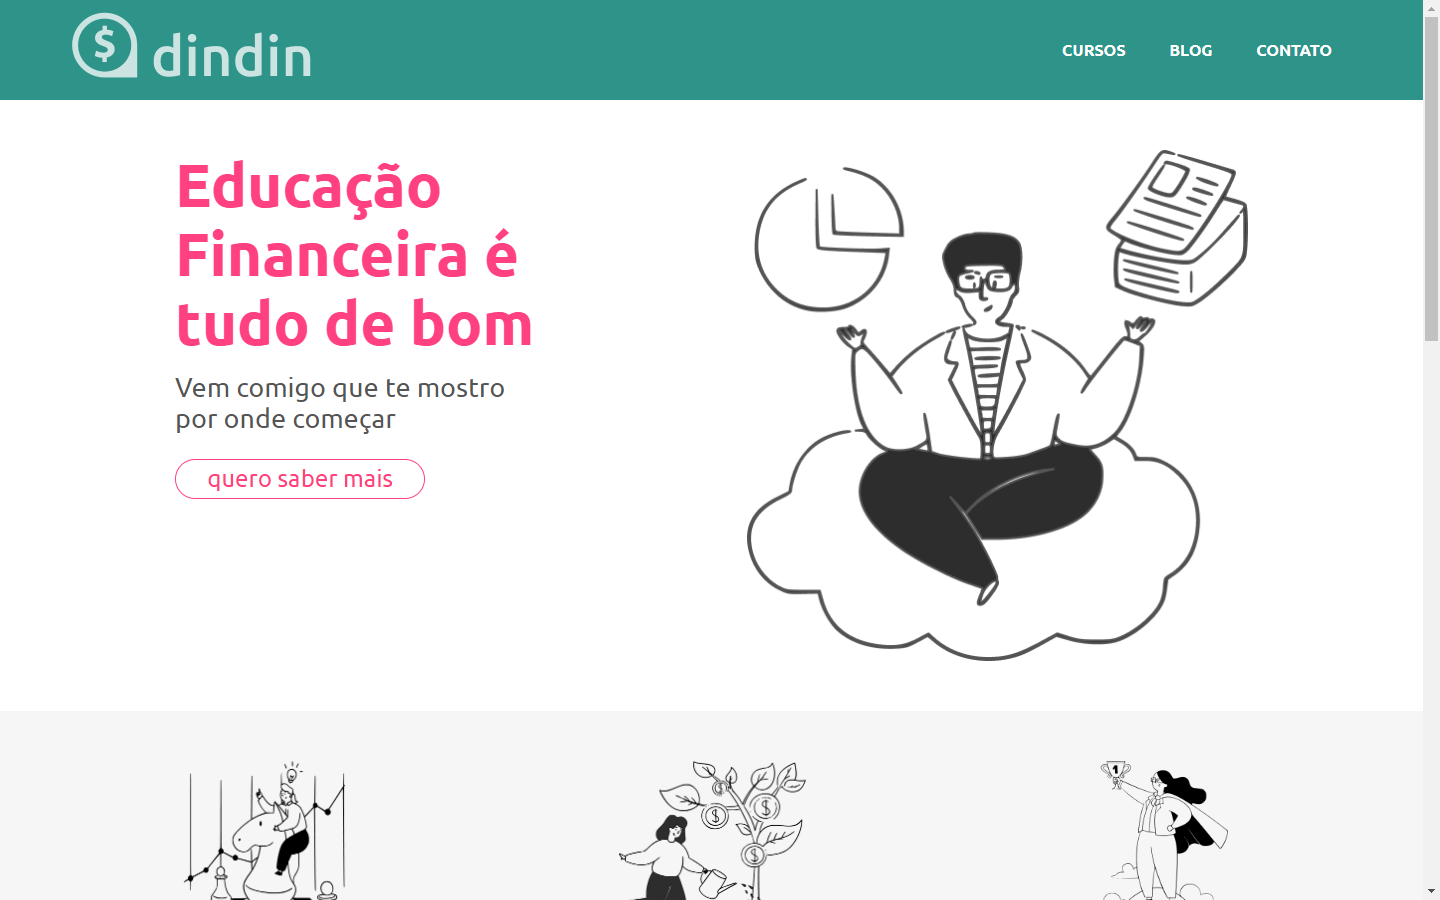 dindin
CURSOS BLOG CONTATO
Educação
Financeira é
tudo de bom
Vem comigo que te mostro
por onde começar
quero saber mais